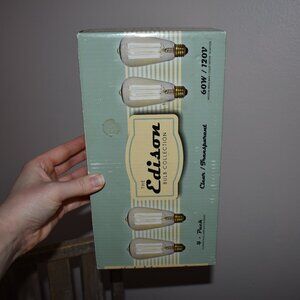 THE
Edison
BULB COLLECTION
60W / 120V
Clear / Transparent
4 - Pack